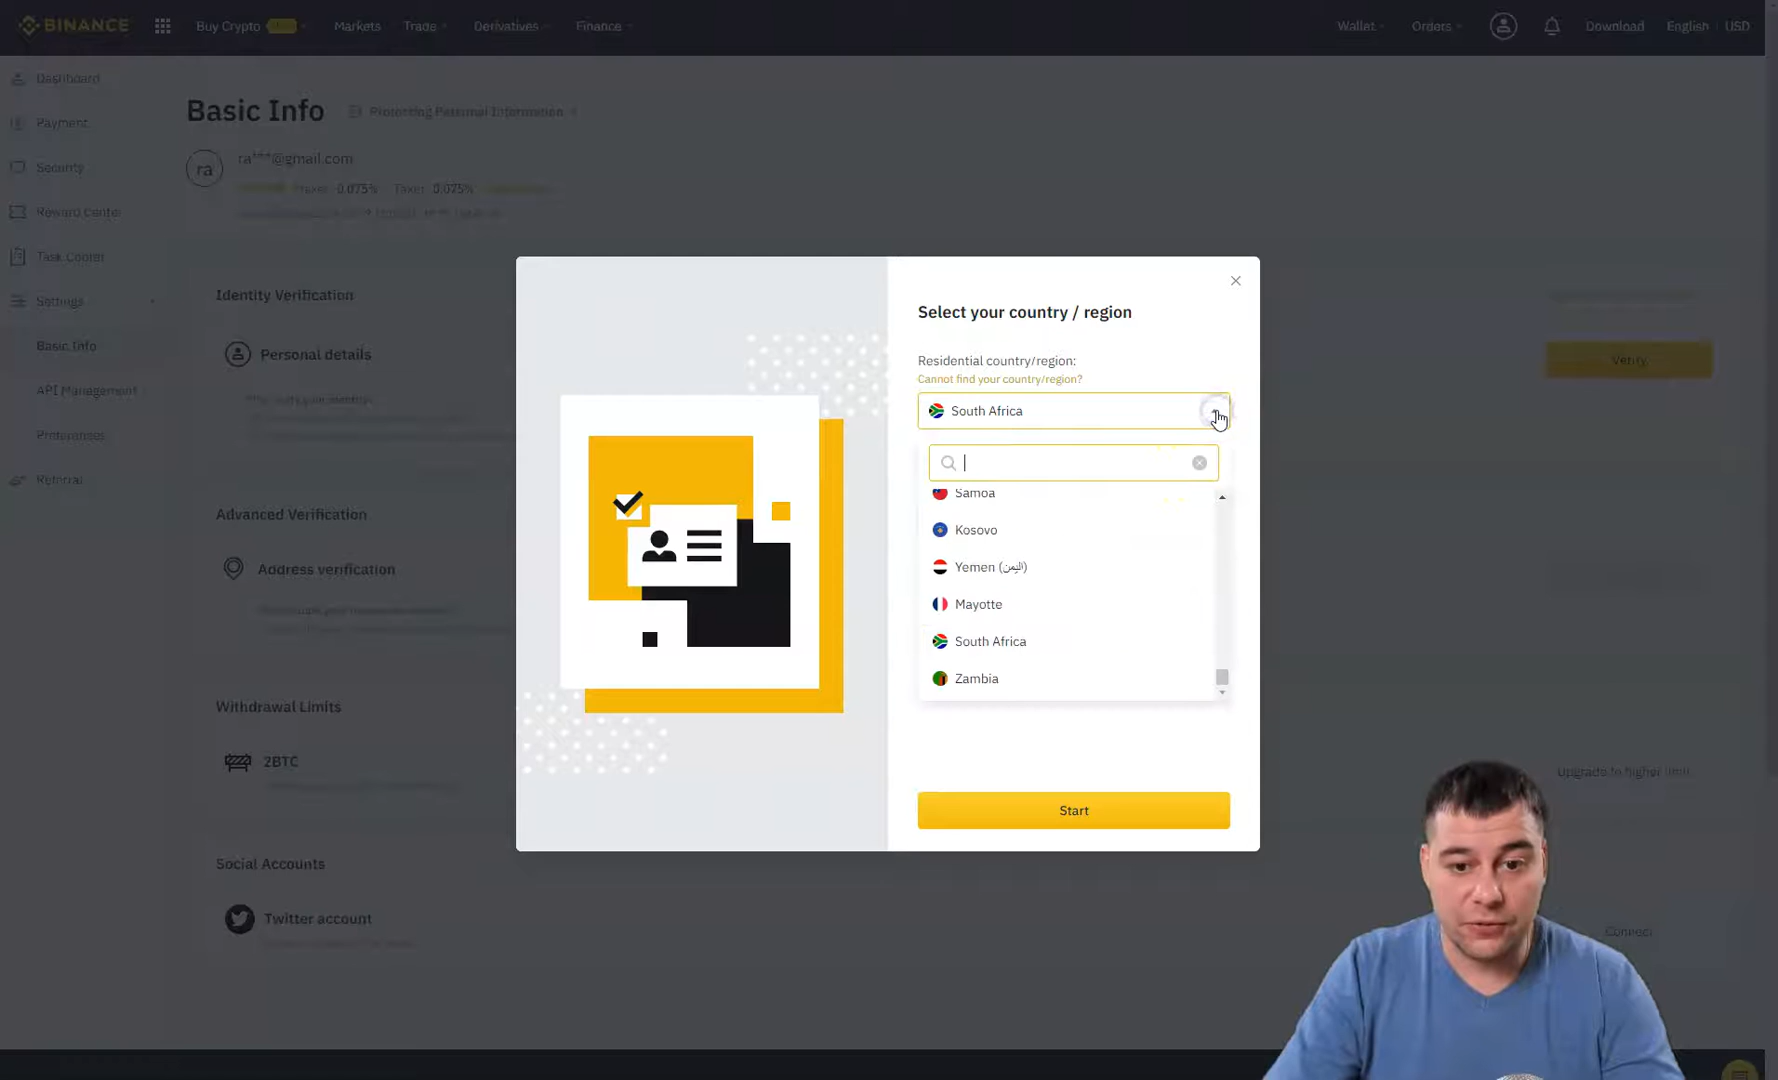 BINANCE
Buy Crypto
Markets
Trade
Derivatives
Finance
Wallet
Orders
Download
English
USD
Dashboard
Payment
Security
Reward Center
Task Center
Settings
Basic Info
API Management
Preferences
Referral
Basic Info
Protecting Personal Information
ra
ra***@gmail.com
0.075% Taker 0.075%
Identity Verification
Personal details
Verify
Advanced Verification
Address verification
Withdrawal Limits
2BTC
Upgrade to higher limit
Social Accounts
Twitter account
Connect
Select your country / region
Residential country/region:
Cannot find your country/region?
South Africa
Samoa
Kosovo
Yemen (‫اليمن‬‎)
Mayotte
South Africa
Zambia
Start